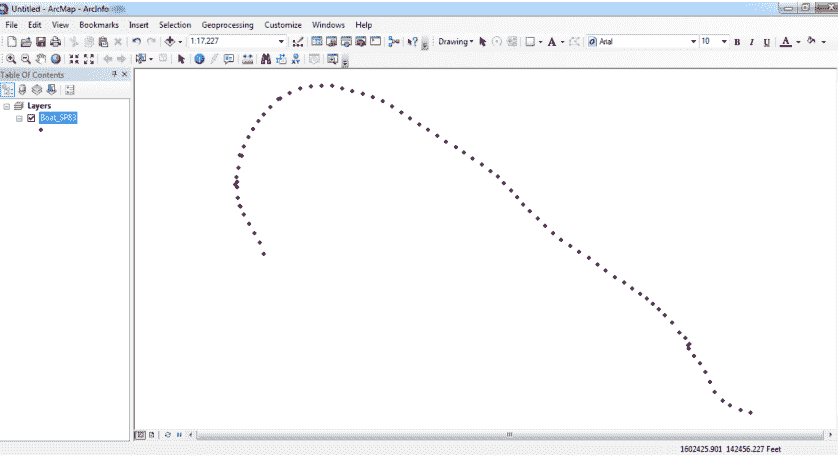 Untitled - ArcMap - ArcInfo
File Edit View Bookmarks Insert Selection Geoprocessing Customize Windows Help
1:17,227 Drawing Arial 10 B I U A
Table Of Contents
Layers
Boat_SP83
1602425.901 142456.227 Feet